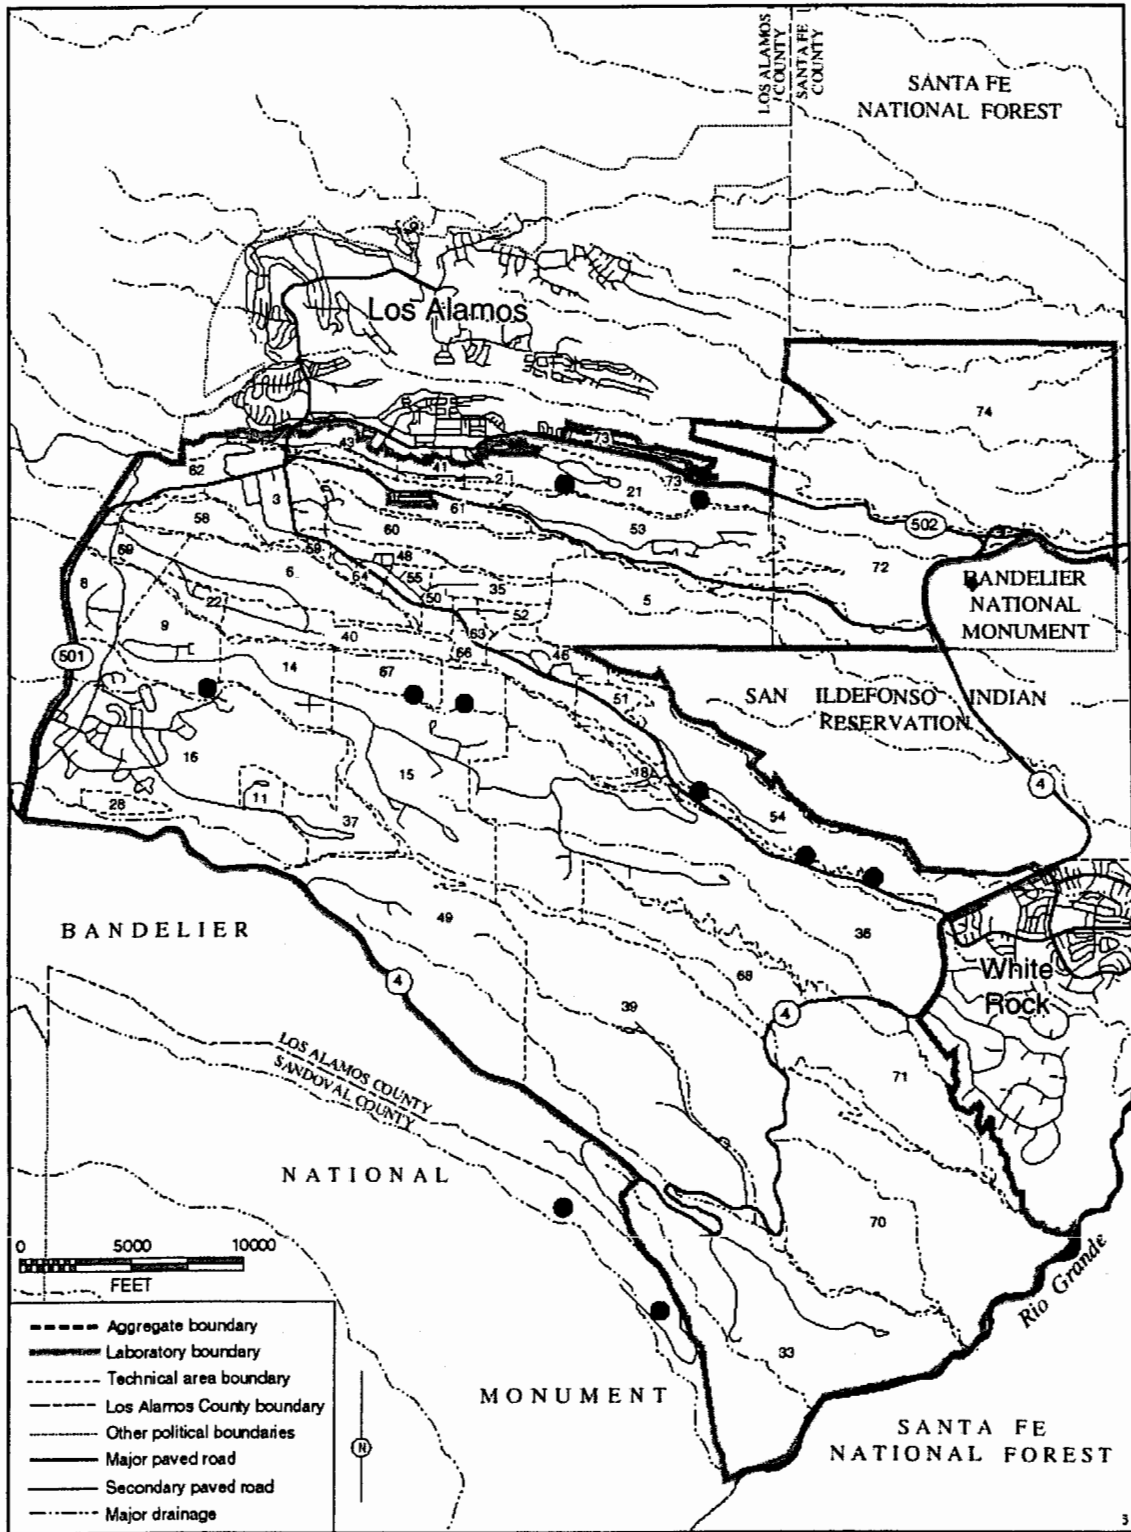 LOS ALAMOS
COUNTY
SANTA FE
COUNTY
SANTA FE
NATIONAL FOREST
Los Alamos
74
43
73
62
41
2
73
21
3
61
58
60
53
502
69
59
48
6
64
72
8
55
35
BANDELIER
22
50
5
NATIONAL
9
52
MONUMENT
40
63
501
14
66
46
67
51
SAN ILDEFONSO INDIAN
RESERVATION
16
15
18
4
11
28
54
37
49
36
BANDELIER
White
Rock
68
4
39
4
LOS ALAMOS COUNTY
SANDOVAL COUNTY
71
NATIONAL
70
0 5000 10000
FEET
Rio Grande
Aggregate boundary
Laboratory boundary
33
Technical area boundary
MONUMENT
Los Alamos County boundary
Other political boundaries
SANTA FE
NATIONAL FOREST
Major paved road
N
Secondary paved road
Major drainage